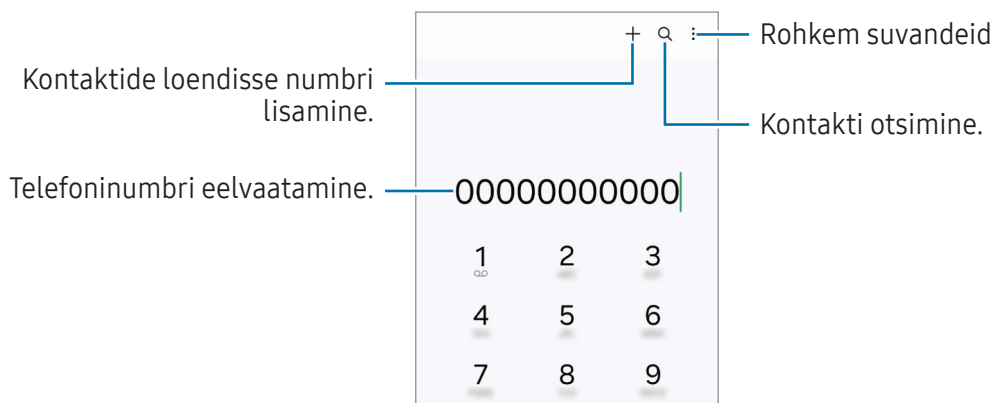 Rohkem suvandeid
Kontaktide loendisse numbri
lisamine.
Kontakti otsimine.
Telefoninumbri eelvaatamine.
00000000000
1 2 3
4 5 6
7 8 9